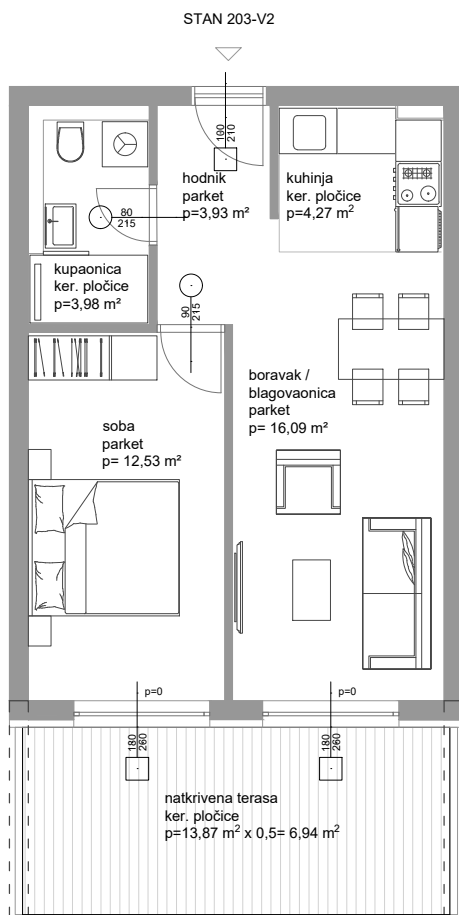 STAN 203-V2
100
210
hodnik
parket
p=3,93 m²
kuhinja
ker. pločice
p=4,27 m²
80
215
kupaonica
ker. pločice
p=3,98 m²
90
215
boravak /
blagovaonica
parket
p= 16,09 m²
soba
parket
p= 12,53 m²
p=0
p=0
180
260
180
260
natkrivena terasa
ker. pločice
p=13,87 m² x 0,5= 6,94 m²